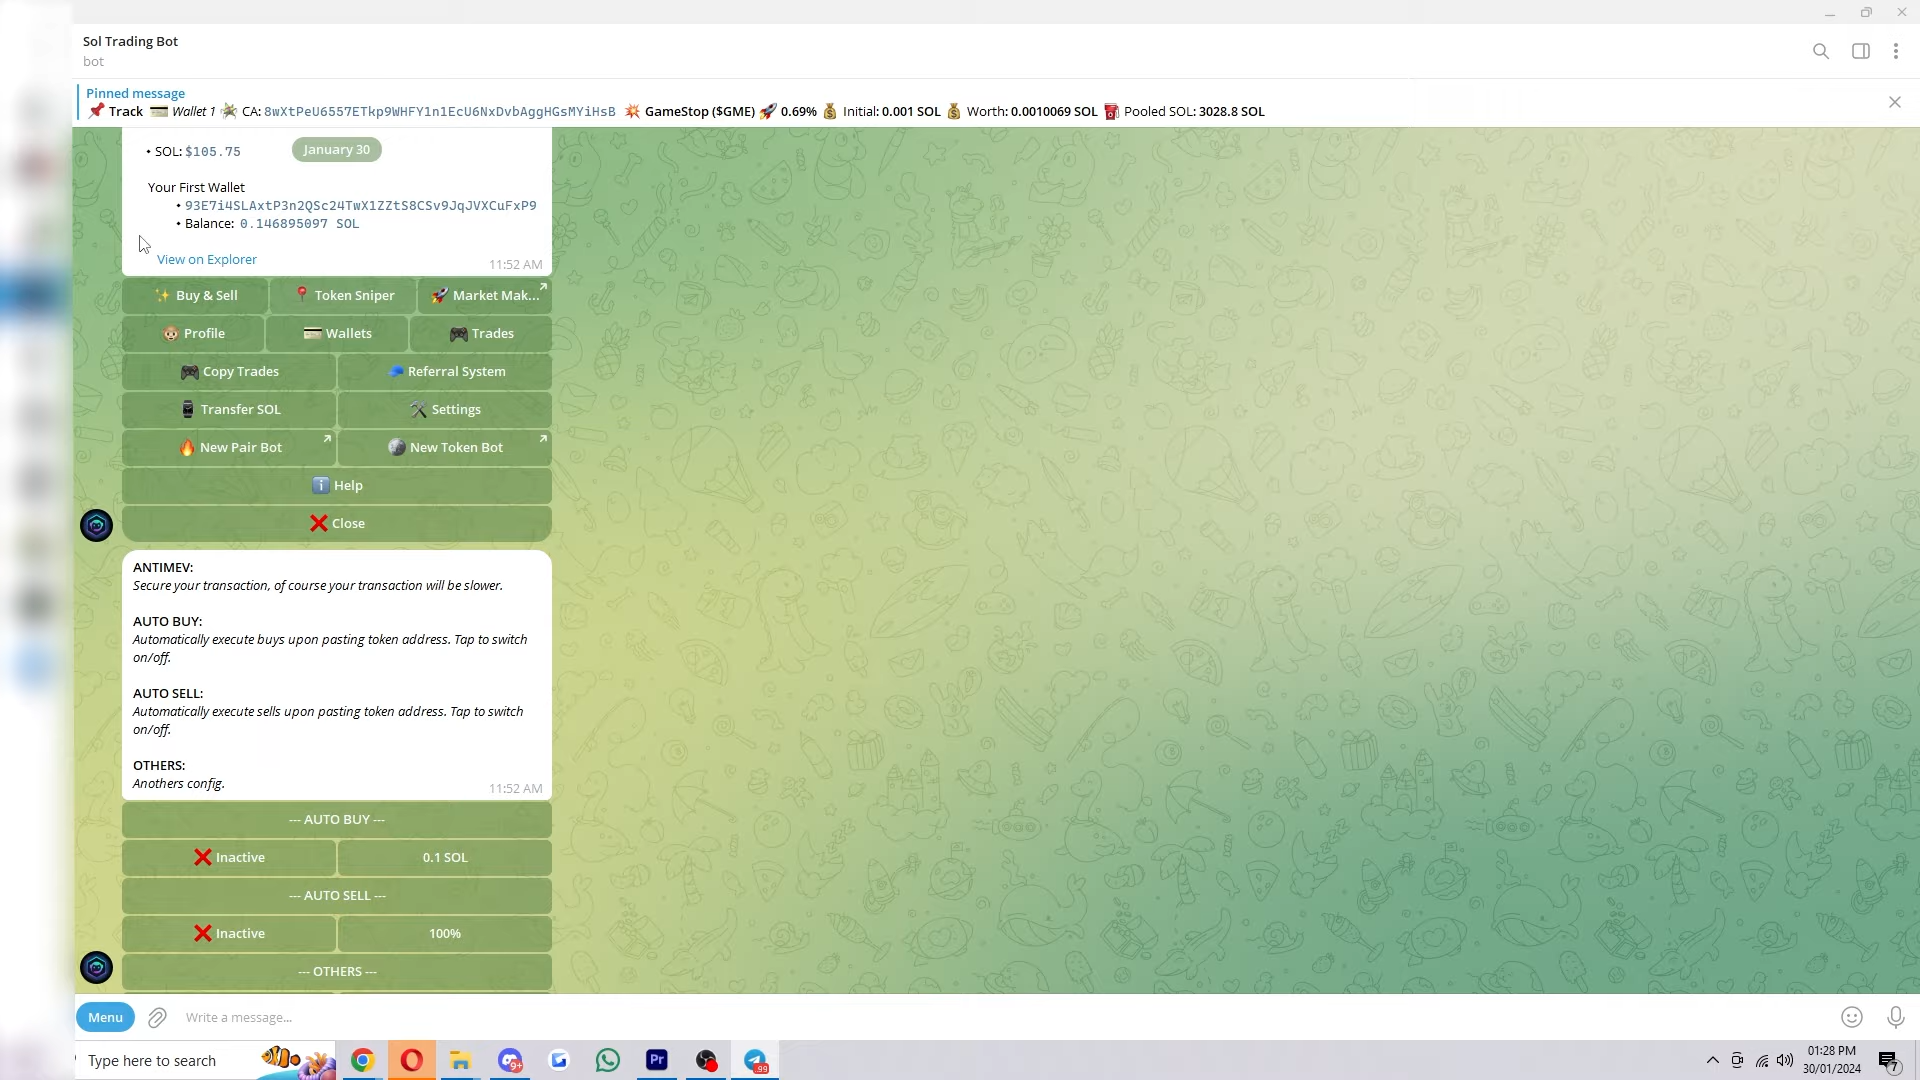 Sol Trading Bot
bot
Pinned message
📌 Track 💳 Wallet 1 CA: 8wXtPeU6557ETkp9WHFY1n1EcU6NxDvbAggHGsMYiHsB 💥 GameStop ($GME) 🚀 0.69% 💰 Initial: 0.001 SOL 💰 Worth: 0.0010069 SOL Pooled SOL: 3028.8 SOL
• SOL: $105.75
January 30
Your First Wallet
• 93E7i4SLAxtP3n2QSc24TwX1ZZtS8CSv9JqJVXCuFxP9
• Balance: 0.146895097 SOL
View on Explorer
11:52 AM
✨ Buy & Sell
📍 Token Sniper
🚀 Market Mak...
🐵 Profile
💳 Wallets
🎮 Trades
🎮 Copy Trades
🧢 Referral System
Transfer SOL
🛠 Settings
🔥 New Pair Bot
New Token Bot
ℹ️ Help
❌ Close
ANTIMEV:
Secure your transaction, of course your transaction will be slower.
AUTO BUY:
Automatically execute buys upon pasting token address. Tap to switch
on/off.
AUTO SELL:
Automatically execute sells upon pasting token address. Tap to switch
on/off.
OTHERS:
Anothers config.
11:52 AM
--- AUTO BUY ---
❌ Inactive
0.1 SOL
--- AUTO SELL ---
❌ Inactive
100%
--- OTHERS ---
Menu
Write a message...
Type here to search
9+
Pr
99
01:28 PM
30/01/2024
7